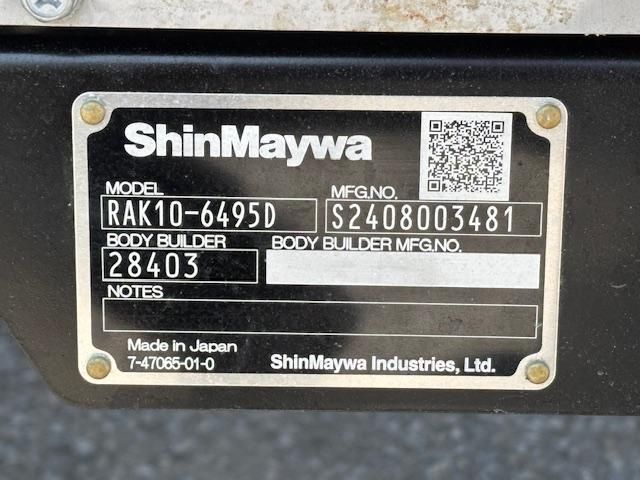 ShinMaywa
MODEL MFG.NO.
RAK10-6495D S2408003481
BODY BUILDER BODY BUILDER MFG.NO.
28403
NOTES
Made in Japan
7-47065-01-0 ShinMaywa Industries, Ltd.